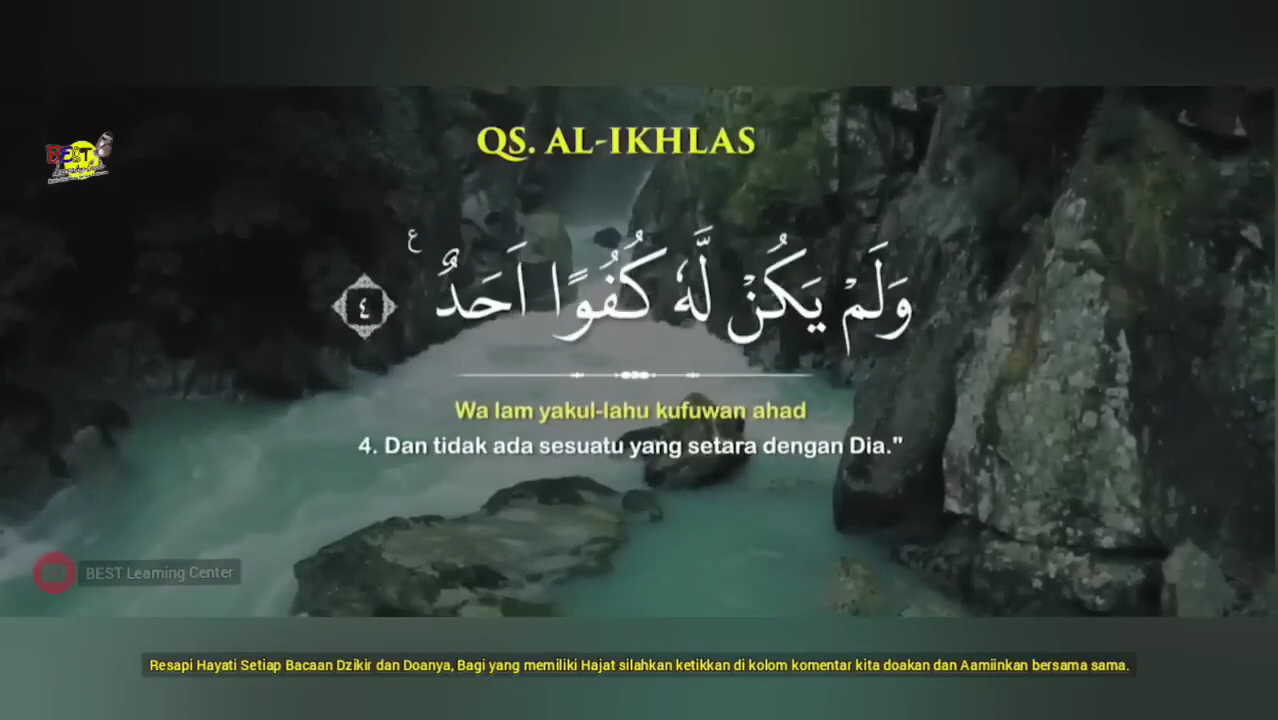 QS. AL-IKHLAS
BEST
وَلَمْ يَكُنْ لَّهٗ كُفُوًا اَحَدٌ ࣖ ٤
Wa lam yakul-lahu kufuwan ahad
4. Dan tidak ada sesuatu yang setara dengan Dia."
BEST Learning Center
Resapi Hayati Setiap Bacaan Dzikir dan Doanya, Bagi yang memiliki Hajat silahkan ketikkan di kolom komentar kita doakan dan Aamiinkan bersama sama.